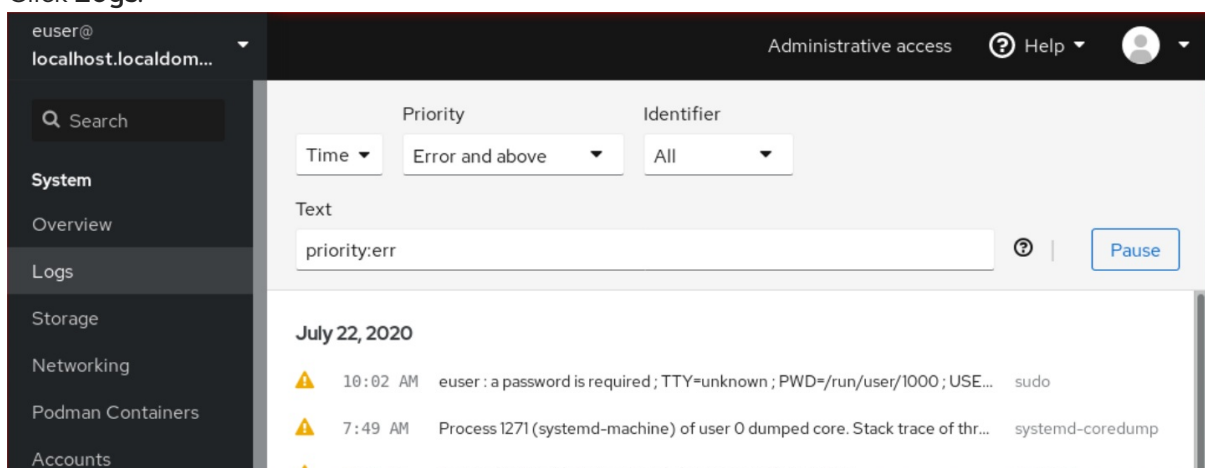 Click Logs.
euser@
localhost.localdom...
Administrative access
Help
Search
Priority
Identifier
Time
Error and above
All
System
Text
Overview
priority:err
Pause
Logs
Storage
July 22, 2020
Networking
10:02 AM euser : a password is required ; TTY=unknown ; PWD=/run/user/1000 ; USE... sudo
Podman Containers
7:49 AM Process 1271 (systemd-machine) of user 0 dumped core. Stack trace of thr... systemd-coredump
Accounts